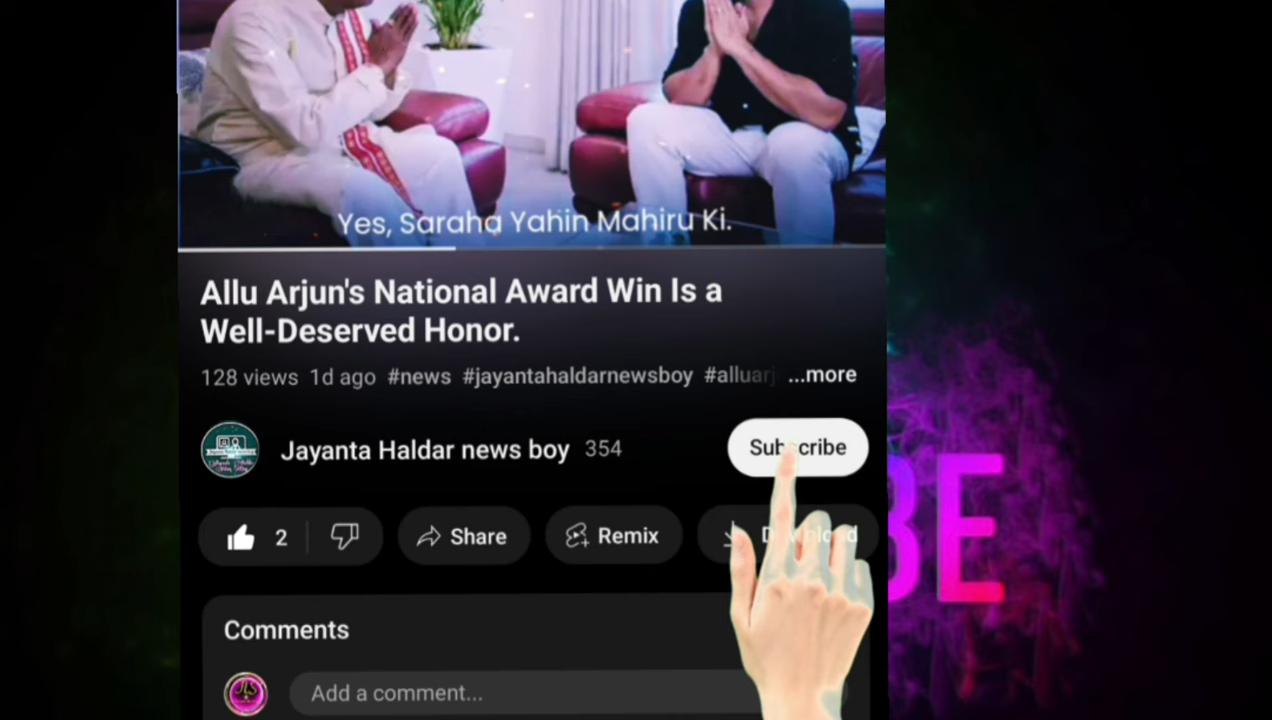 Yes, Saraha Yahin Mahiru Ki.
Allu Arjun's National Award Win Is a
Well-Deserved Honor.
128 views 1d ago #news #jayantahaldarnewsboy #alluarj ...more
Jayanta Haldar news boy 354
Subscribe
2
Share
Remix
Download
BE
Comments
Add a comment...